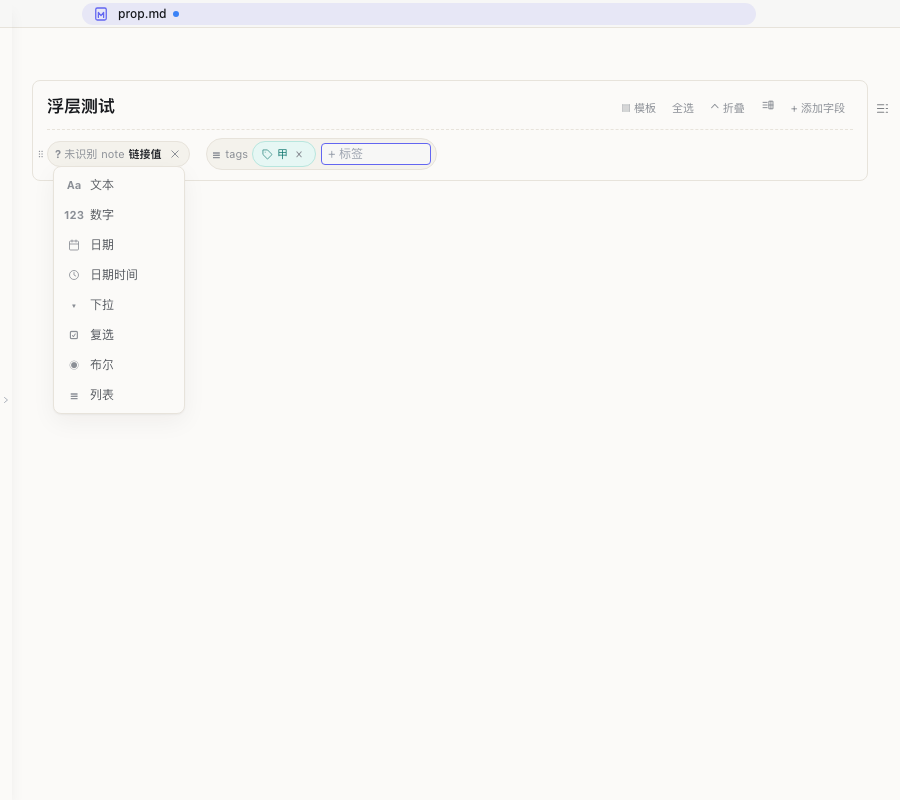 prop.md
浮层测试
模板 全选 折叠 + 添加字段
? 未识别 note 链接值 tags 甲 × + 标签
Aa 文本
123 数字
日期
日期时间
下拉
复选
布尔
列表